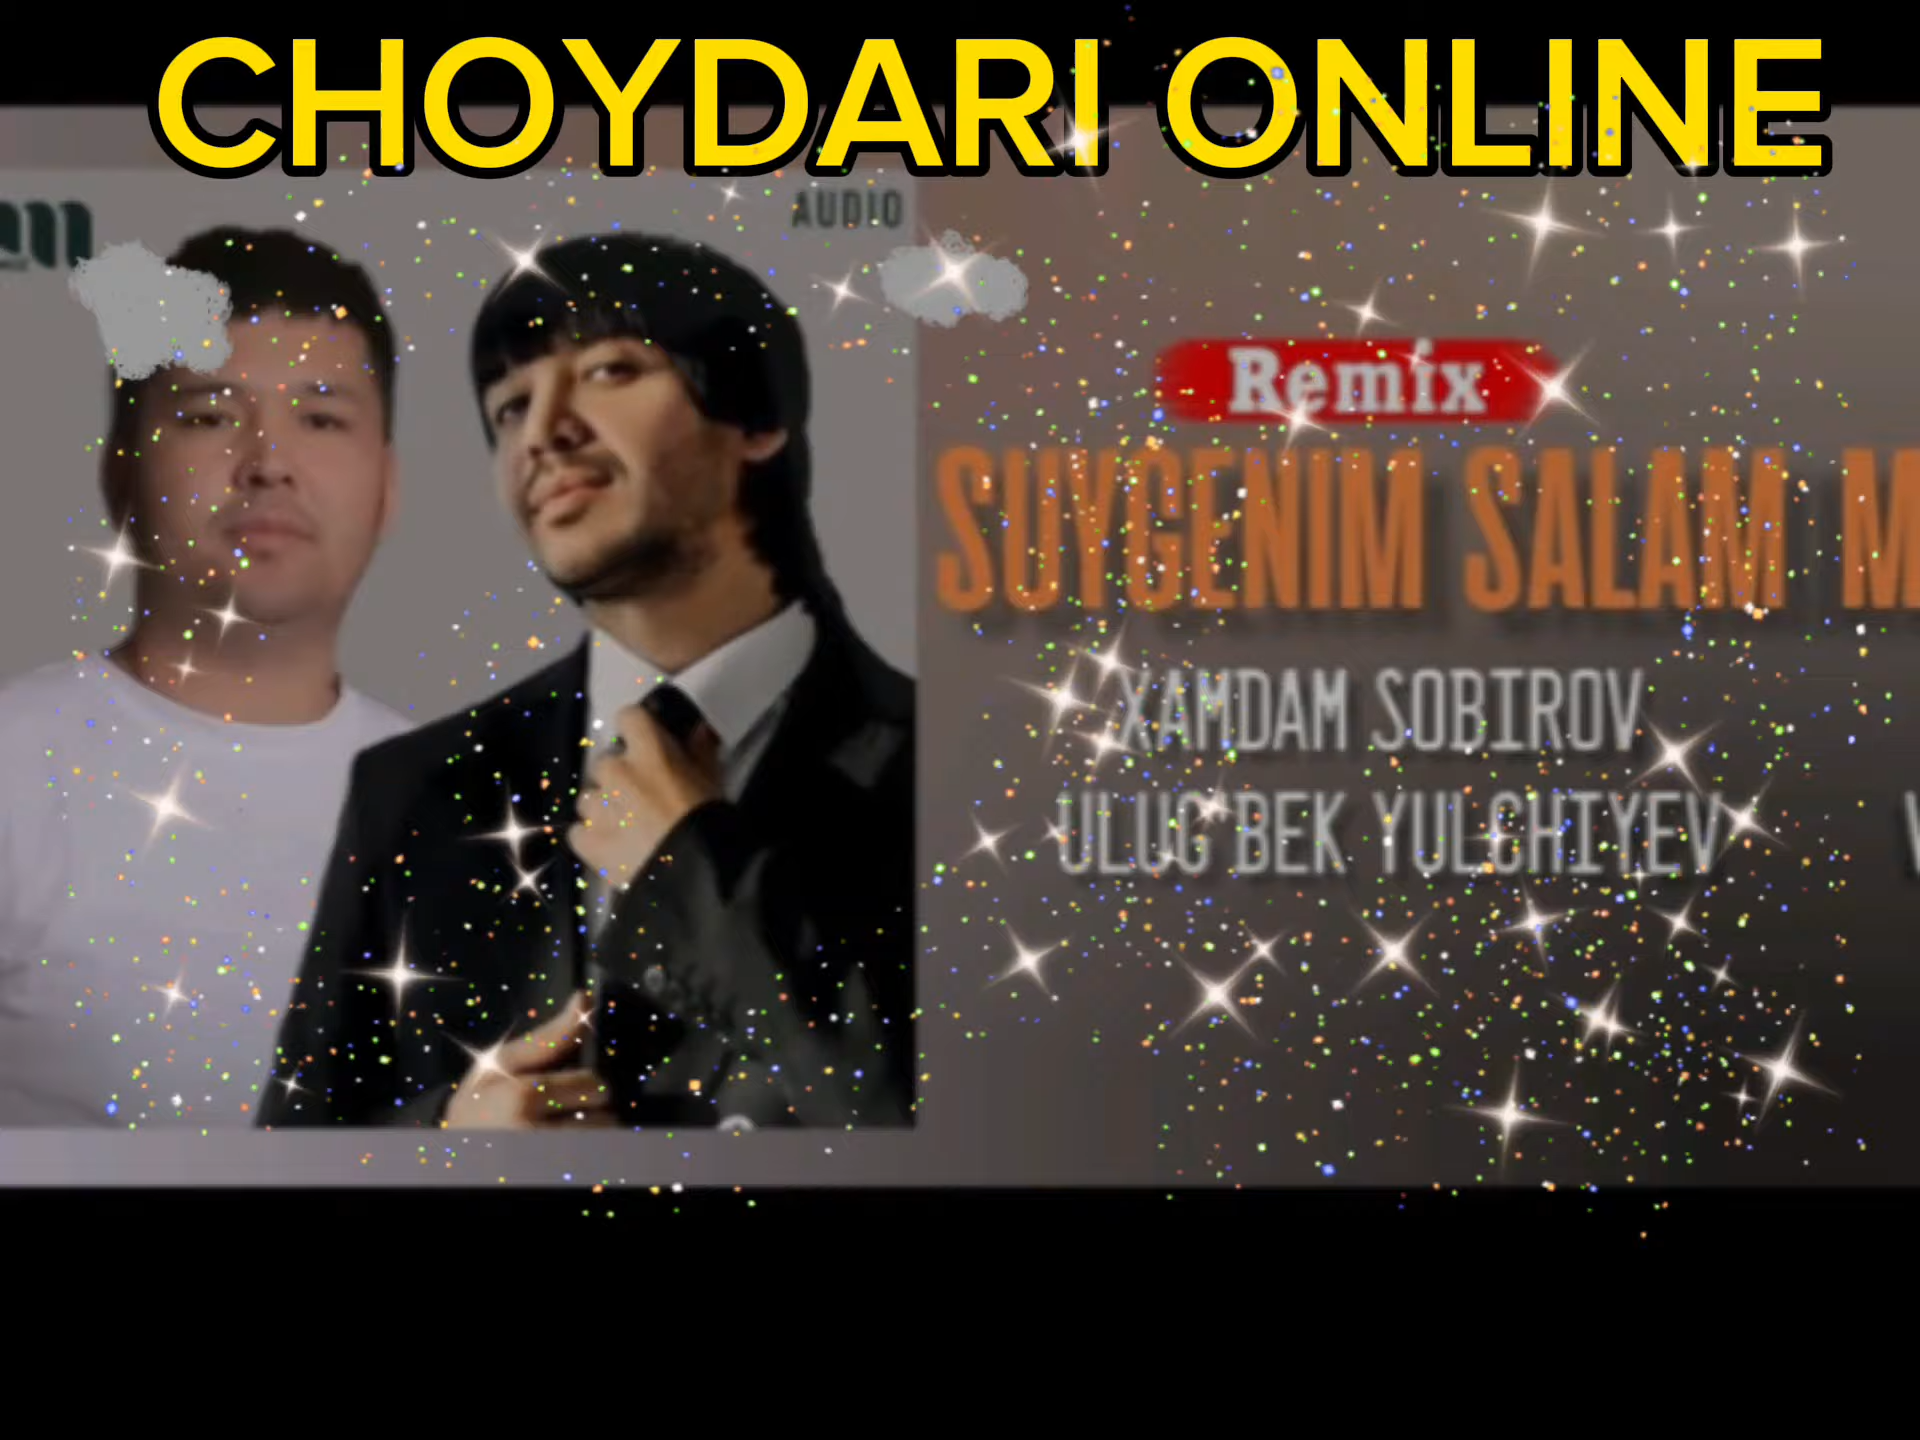 CHOYDARI ONLINE
AUDIO
Remix
SUYGENIM SALAM M
XAMDAM SOBIROV
ULUG'BEK YULCHIYEV